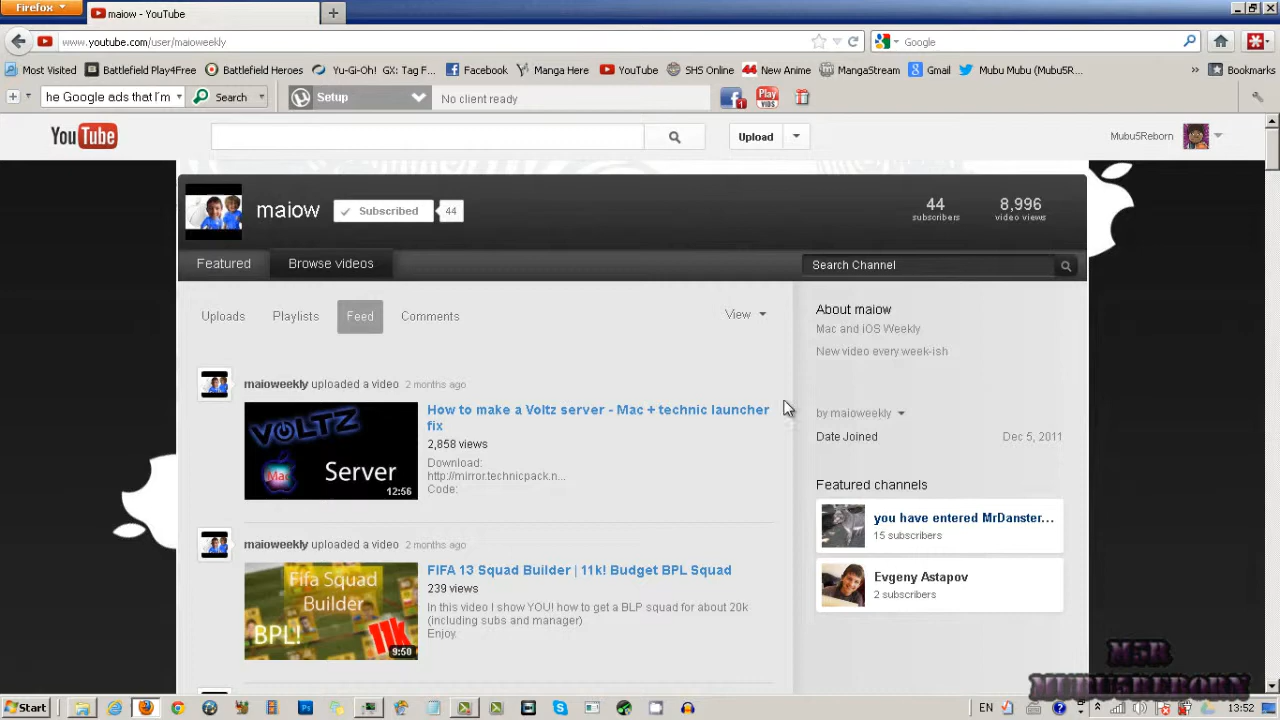 Firefox
maiow - YouTube
www.youtube.com/user/maioweekly
Google
Most Visited Battlefield Play4Free Battlefield Heroes Yu-Gi-Oh! GX: Tag F... Facebook Manga Here YouTube SHS Online New Anime MangaStream Gmail Mubu Mubu (Mubu5R... » Bookmarks
he Google ads that I'm Search Setup No client ready
You Tube Upload Mubu5Reborn
maiow Subscribed 44
44 subscribers
8,996 video views
Featured Browse videos Search Channel
Uploads Playlists Feed Comments View
About maiow
Mac and iOS Weekly
New video every week-ish
by maioweekly
Date Joined Dec 5, 2011
maioweekly uploaded a video 2 months ago
VOLTZ
iMac Server
12:56
How to make a Voltz server - Mac + technic launcher
fix
2,858 views
Download:
http://mirror.technicpack.n...
Code:
Featured channels
you have entered MrDanster...
15 subscribers
Evgeny Astapov
2 subscribers
maioweekly uploaded a video 2 months ago
Fifa Squad
Builder
BPL! 11k
9:58
FIFA 13 Squad Builder | 11k! Budget BPL Squad
239 views
In this video I show YOU! how to get a BLP squad for about 20k
(including subs and manager)
Enjoy.
M5R
MUBU5REBORN
Start EN 13:52